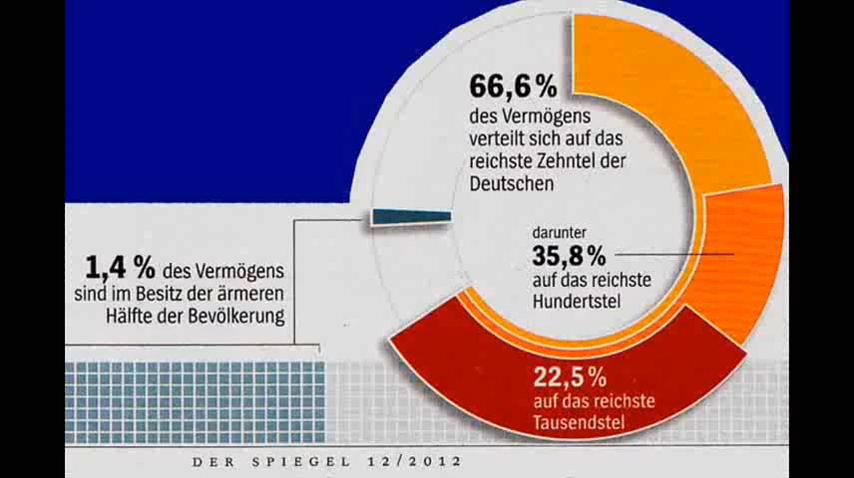 66,6 %
des Vermögens
verteilt sich auf das
reichste Zehntel der
Deutschen
darunter
35,8 %
auf das reichste
Hundertstel
1,4 % des Vermögens
sind im Besitz der ärmeren
Hälfte der Bevölkerung
22,5 %
auf das reichste
Tausendstel
DER SPIEGEL 12/2012